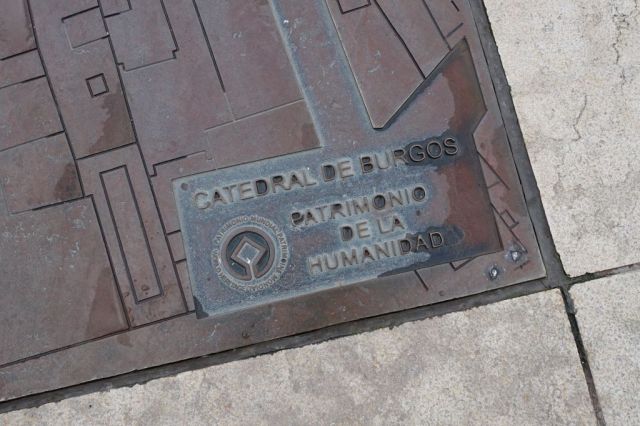 CATEDRAL DE BURGOS
PATRIMONIO
DE LA
HUMANIDAD